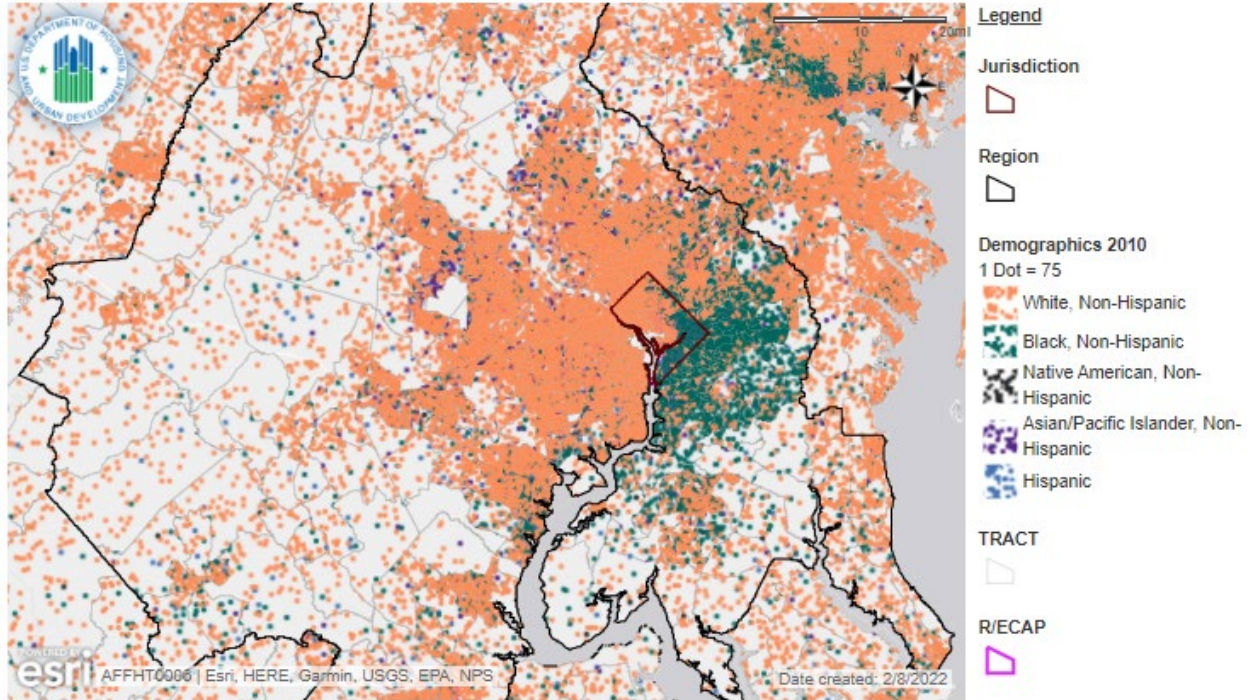 U.S. DEPARTMENT OF HOUSING
AND URBAN DEVELOPMENT
10
20mi
N
S
Legend
Jurisdiction
Region
Demographics 2010
1 Dot = 75
White, Non-Hispanic
Black, Non-Hispanic
Native American, Non-
Hispanic
Asian/Pacific Islander, Non-
Hispanic
Hispanic
TRACT
R/ECAP
POWERED BY
esri
AFFHT0006 | Esri, HERE, Garmin, USGS, EPA, NPS
Date created: 2/8/2022